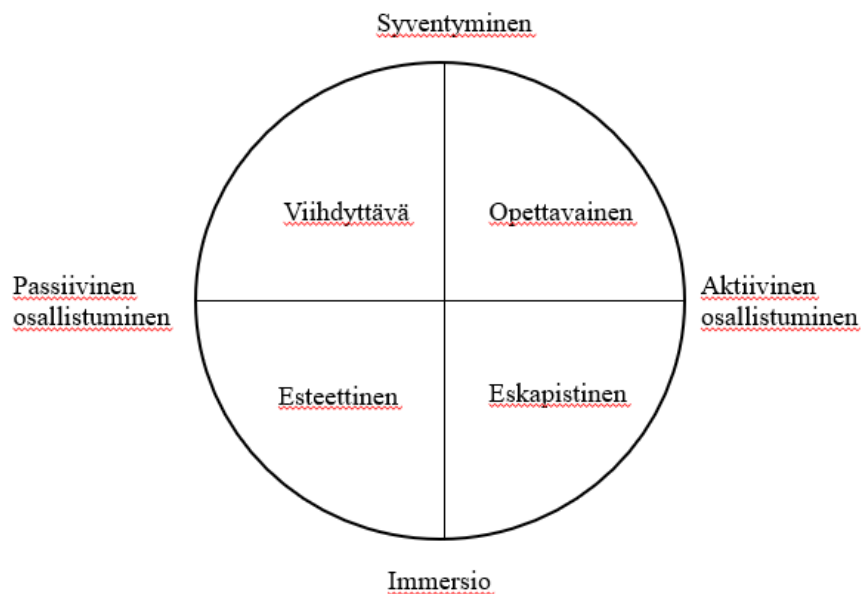 Syventyminen
Viihdyttävä
Opettavainen
Passiivinen
osallistuminen
Aktiivinen
osallistuminen
Esteettinen
Eskapistinen
Immersio